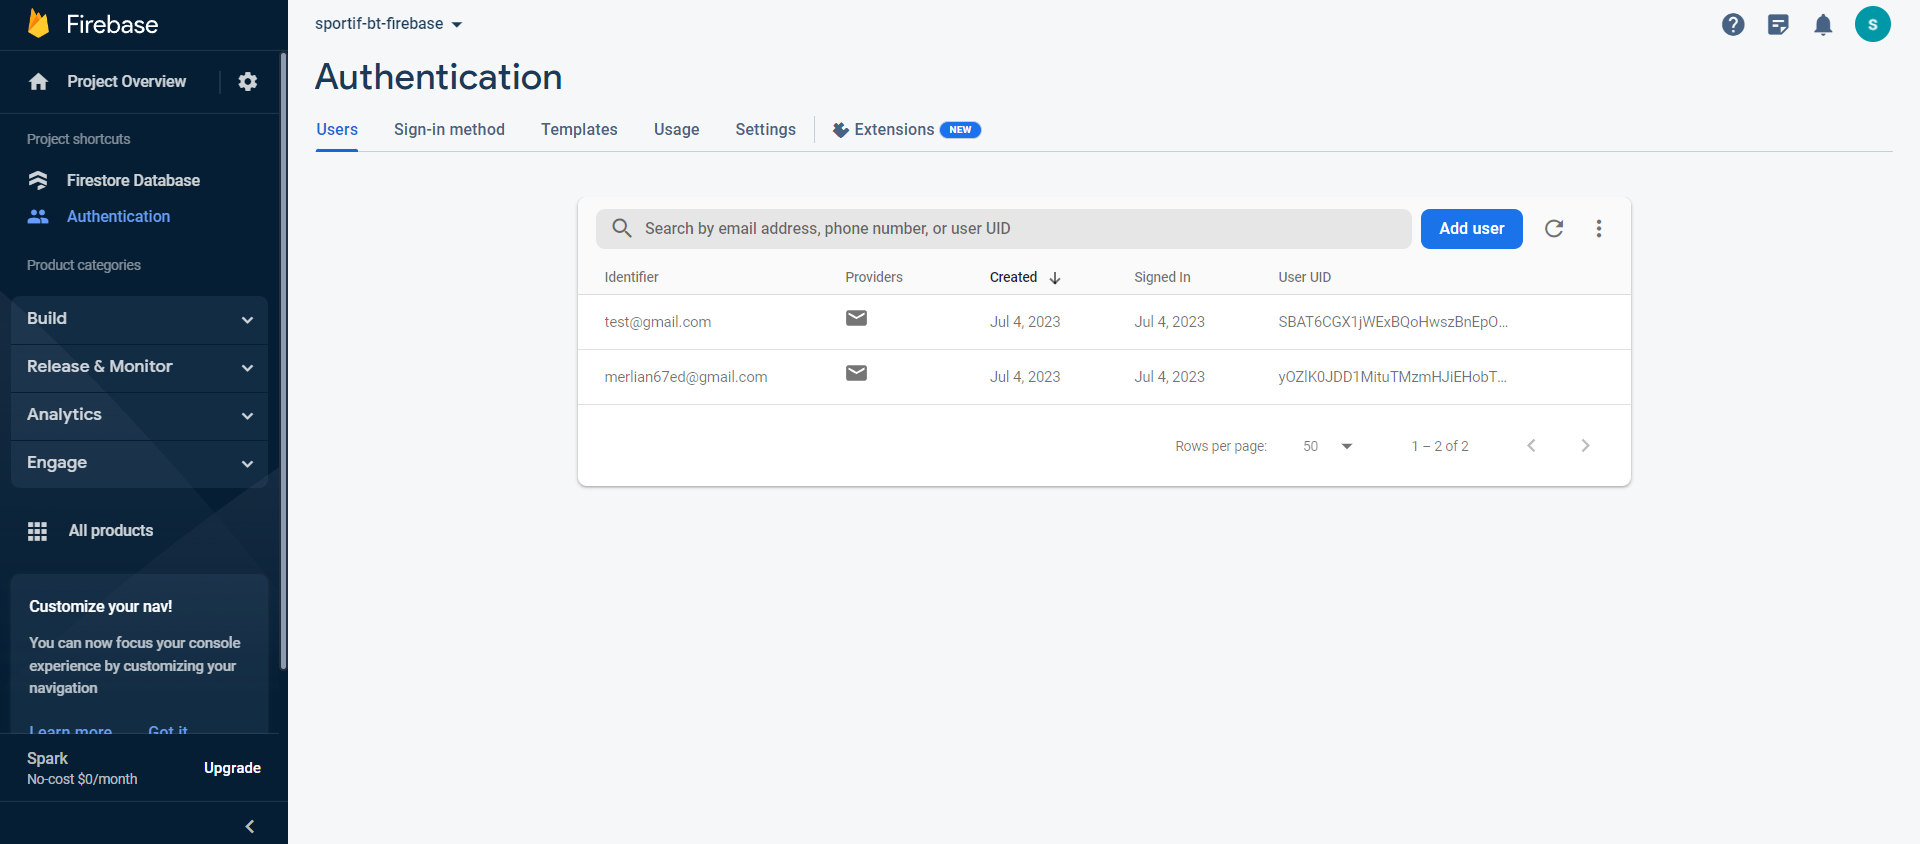 Firebase
Project Overview
Project shortcuts
Firestore Database
Authentication
Product categories
Build
Release & Monitor
Analytics
Engage
All products
Customize your nav!
You can now focus your console
experience by customizing your
navigation
Learn more Got it
Spark
No-cost $0/month
Upgrade
sportif-bt-firebase
S
Authentication
Users Sign-in method Templates Usage Settings Extensions NEW
Search by email address, phone number, or user UID
Add user
Identifier Providers Created Signed In User UID
test@gmail.com Jul 4, 2023 Jul 4, 2023 SBAT6CGX1jWExBQoHwszBnEpO...
merlian67ed@gmail.com Jul 4, 2023 Jul 4, 2023 yOZlK0JDD1MituTMzmHJiEHobT...
Rows per page: 50 1 – 2 of 2